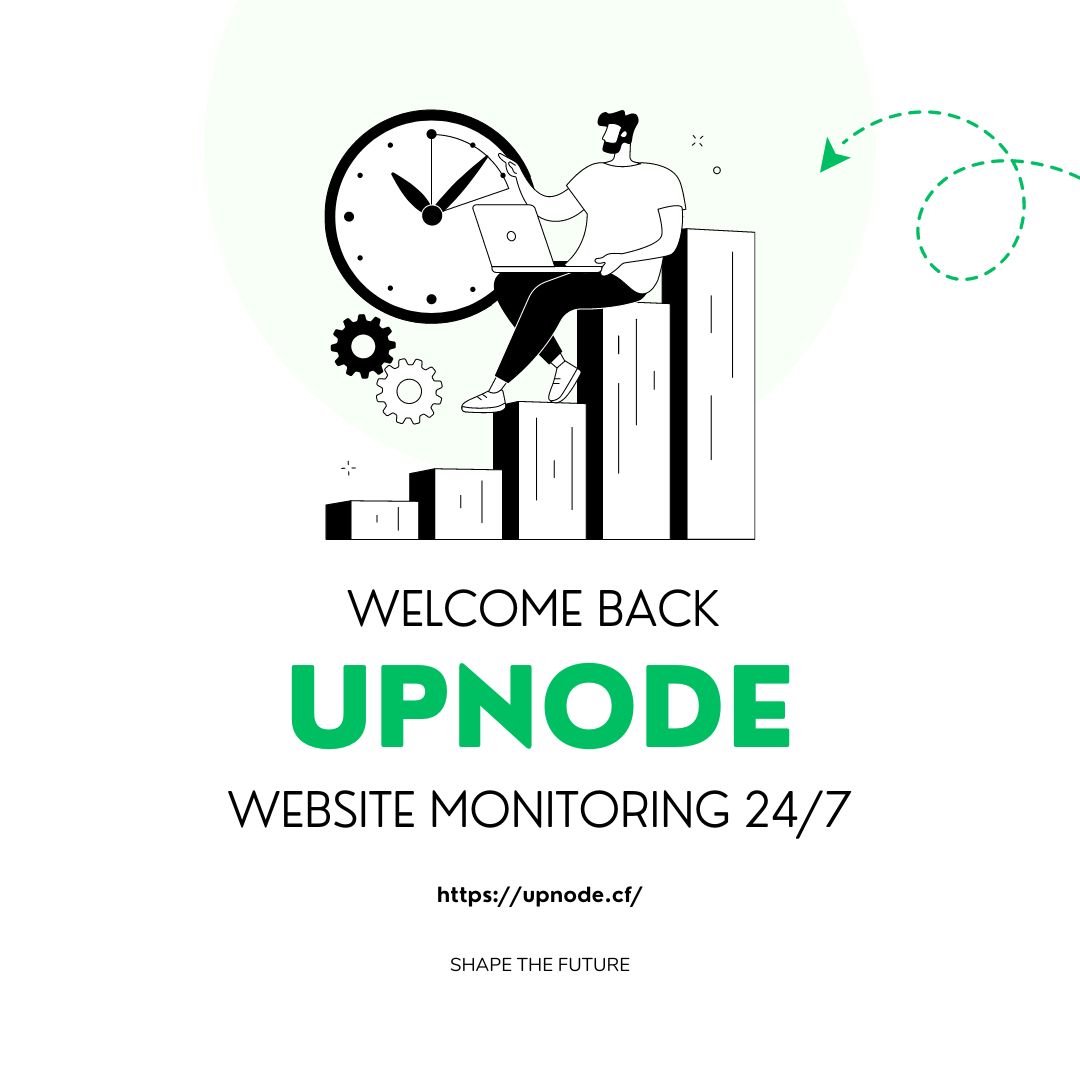 WELCOME BACK
UPNODE
WEBSITE MONITORING 24/7
https://upnode.cf/
SHAPE THE FUTURE